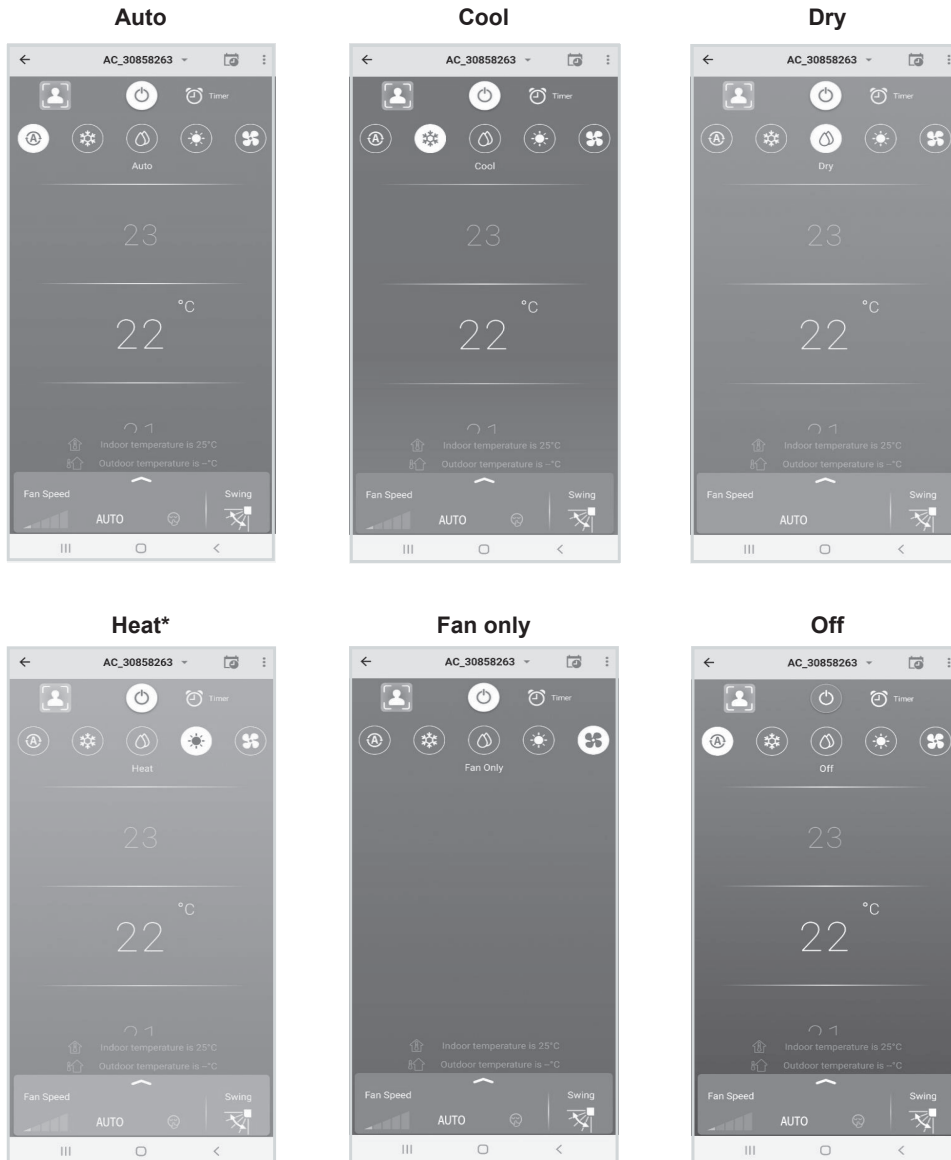 Auto
AC_30858263
Timer
A
Auto
23
22 °C
21
Indoor temperature is 25°C
Outdoor temperature is --°C
Fan Speed
Swing
AUTO
Cool
AC_30858263
Timer
A
Cool
23
22 °C
21
Indoor temperature is 25°C
Outdoor temperature is --°C
Fan Speed
Swing
AUTO
Dry
AC_30858263
Timer
A
Dry
23
22 °C
21
Indoor temperature is 25°C
Outdoor temperature is --°C
Fan Speed
Swing
AUTO
Heat*
AC_30858263
Timer
A
Heat
23
22 °C
21
Indoor temperature is 25°C
Outdoor temperature is --°C
Fan Speed
Swing
AUTO
Fan only
AC_30858263
Timer
A
Fan Only
Indoor temperature is 25°C
Outdoor temperature is --°C
Fan Speed
Swing
AUTO
Off
AC_30858263
Timer
A
Off
23
22 °C
21
Indoor temperature is 25°C
Outdoor temperature is --°C
Fan Speed
Swing
AUTO